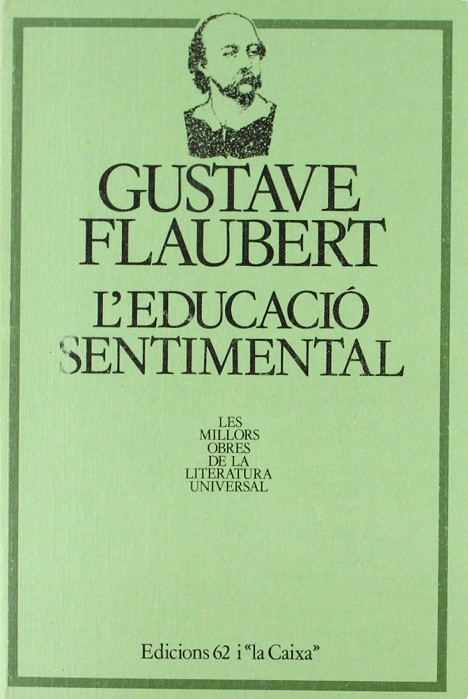 GUSTAVE
FLAUBERT
L'EDUCACIÓ
SENTIMENTAL
LES
MILLORS
OBRES
DE LA
LITERATURA
UNIVERSAL
Edicions 62 i «la Caixa»